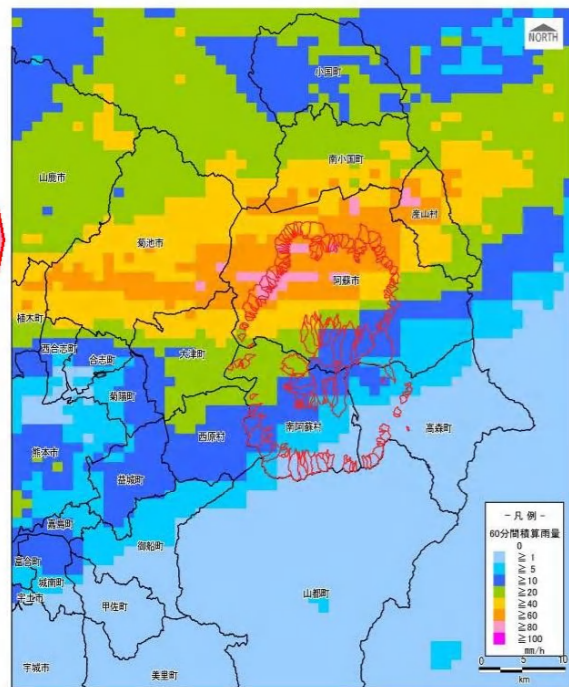 NORTH
小国町
南小国町
山鹿市
産山村
菊池市
阿蘇市
植木町
西合志町
合志町
大津町
菊陽町
南阿蘇村
高森町
西原村
熊本市
益城町
嘉島町
御船町
富合町
城南町
宇土市
山都町
甲佐町
宇城市
美里町
- 凡 例 -
60分間積算雨量
0
≧ 1
≧ 5
≧10
≧20
≧40
≧60
≧80
≧100
mm/h
0 5 10
km